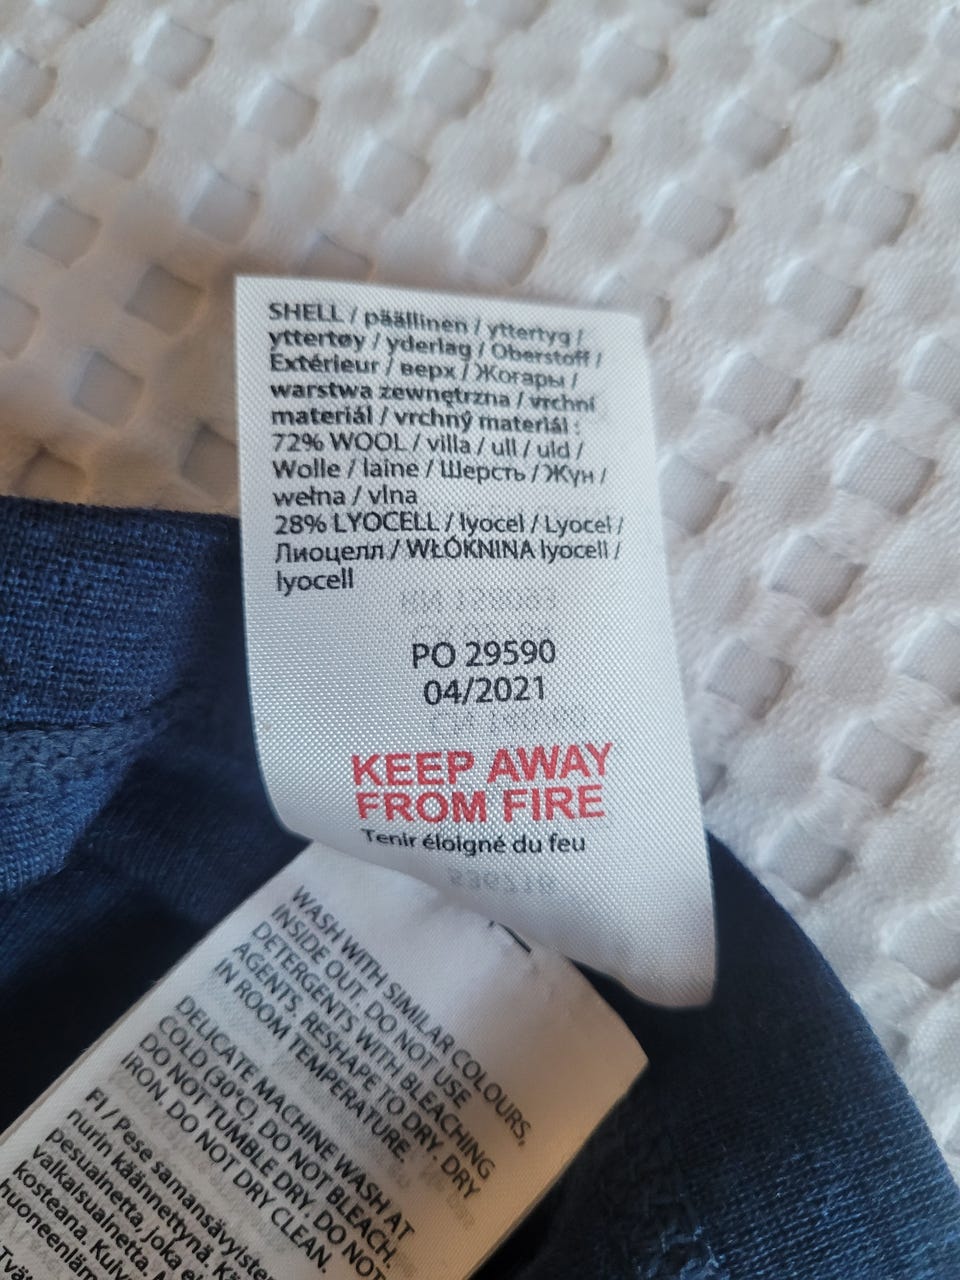 SHELL / päällinen / yttertyg /
yttertøy / yderlag / Oberstoff /
Extérieur / верх / Жогары /
warstwa zewnętrzna / vrchní
materiál / vrchný materiál :
72% WOOL / villa / ull / uld /
Wolle / laine / Шерсть / Жүн /
wełna / vlna
28% LYOCELL / lyocel / Lyocel /
Лиоцелл / WŁÓKNINA lyocell /
lyocell
PO 29590
04/2021
KEEP AWAY
FROM FIRE
Tenir éloigné du feu
WASH WITH SIMILAR COLOURS,
INSIDE OUT. DO NOT USE
DETERGENTS WITH BLEACHING
AGENTS. RESHAPE TO DRY. DRY
IN ROOM TEMPERATURE.
DELICATE MACHINE WASH AT
COLD (30°C). DO NOT BLEACH.
DO NOT TUMBLE DRY. DO NOT
IRON. DO NOT DRY CLEAN.
FI / Pese samansävyisten
nurin käännettynä.
pesuainetta, joka
valkaisuainetta.
kosteana.